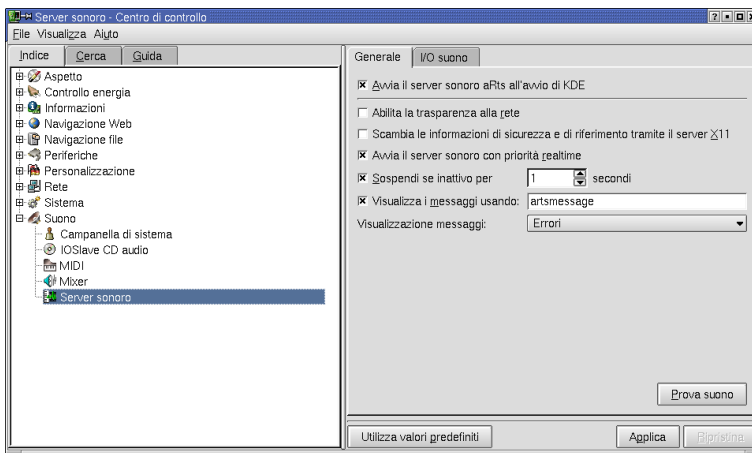 Server sonoro - Centro di controllo
File Visualizza Aiuto
Indice Cerca Guida
Aspetto
Controllo energia
Informazioni
Navigazione Web
Navigazione file
Periferiche
Personalizzazione
Rete
Sistema
Suono
Campanella di sistema
IOSlave CD audio
MIDI
Mixer
Server sonoro
Generale I/O suono
Avvia il server sonoro aRts all'avvio di KDE
Abilita la trasparenza alla rete
Scambia le informazioni di sicurezza e di riferimento tramite il server X11
Avvia il server sonoro con priorità realtime
Sospendi se inattivo per 1 secondi
Visualizza i messaggi usando: artsmessage
Visualizzazione messaggi: Errori
Prova suono
Utilizza valori predefiniti Applica Ripristina